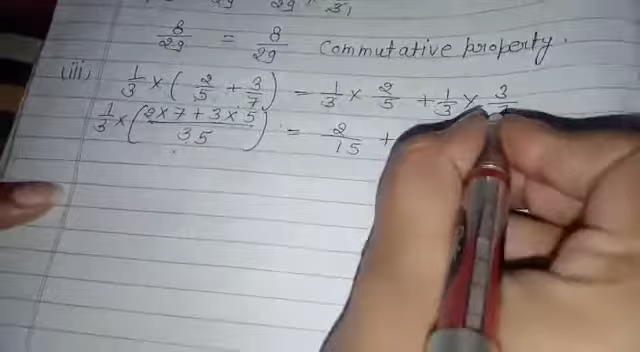 8/29 = 8/29 Commutative property.
(iii) 1/3 × (2/5 + 3/7) = 1/3 × 2/5 + 1/3 × 3/
1/3 × (2×7+3×5/35) = 2/15 +